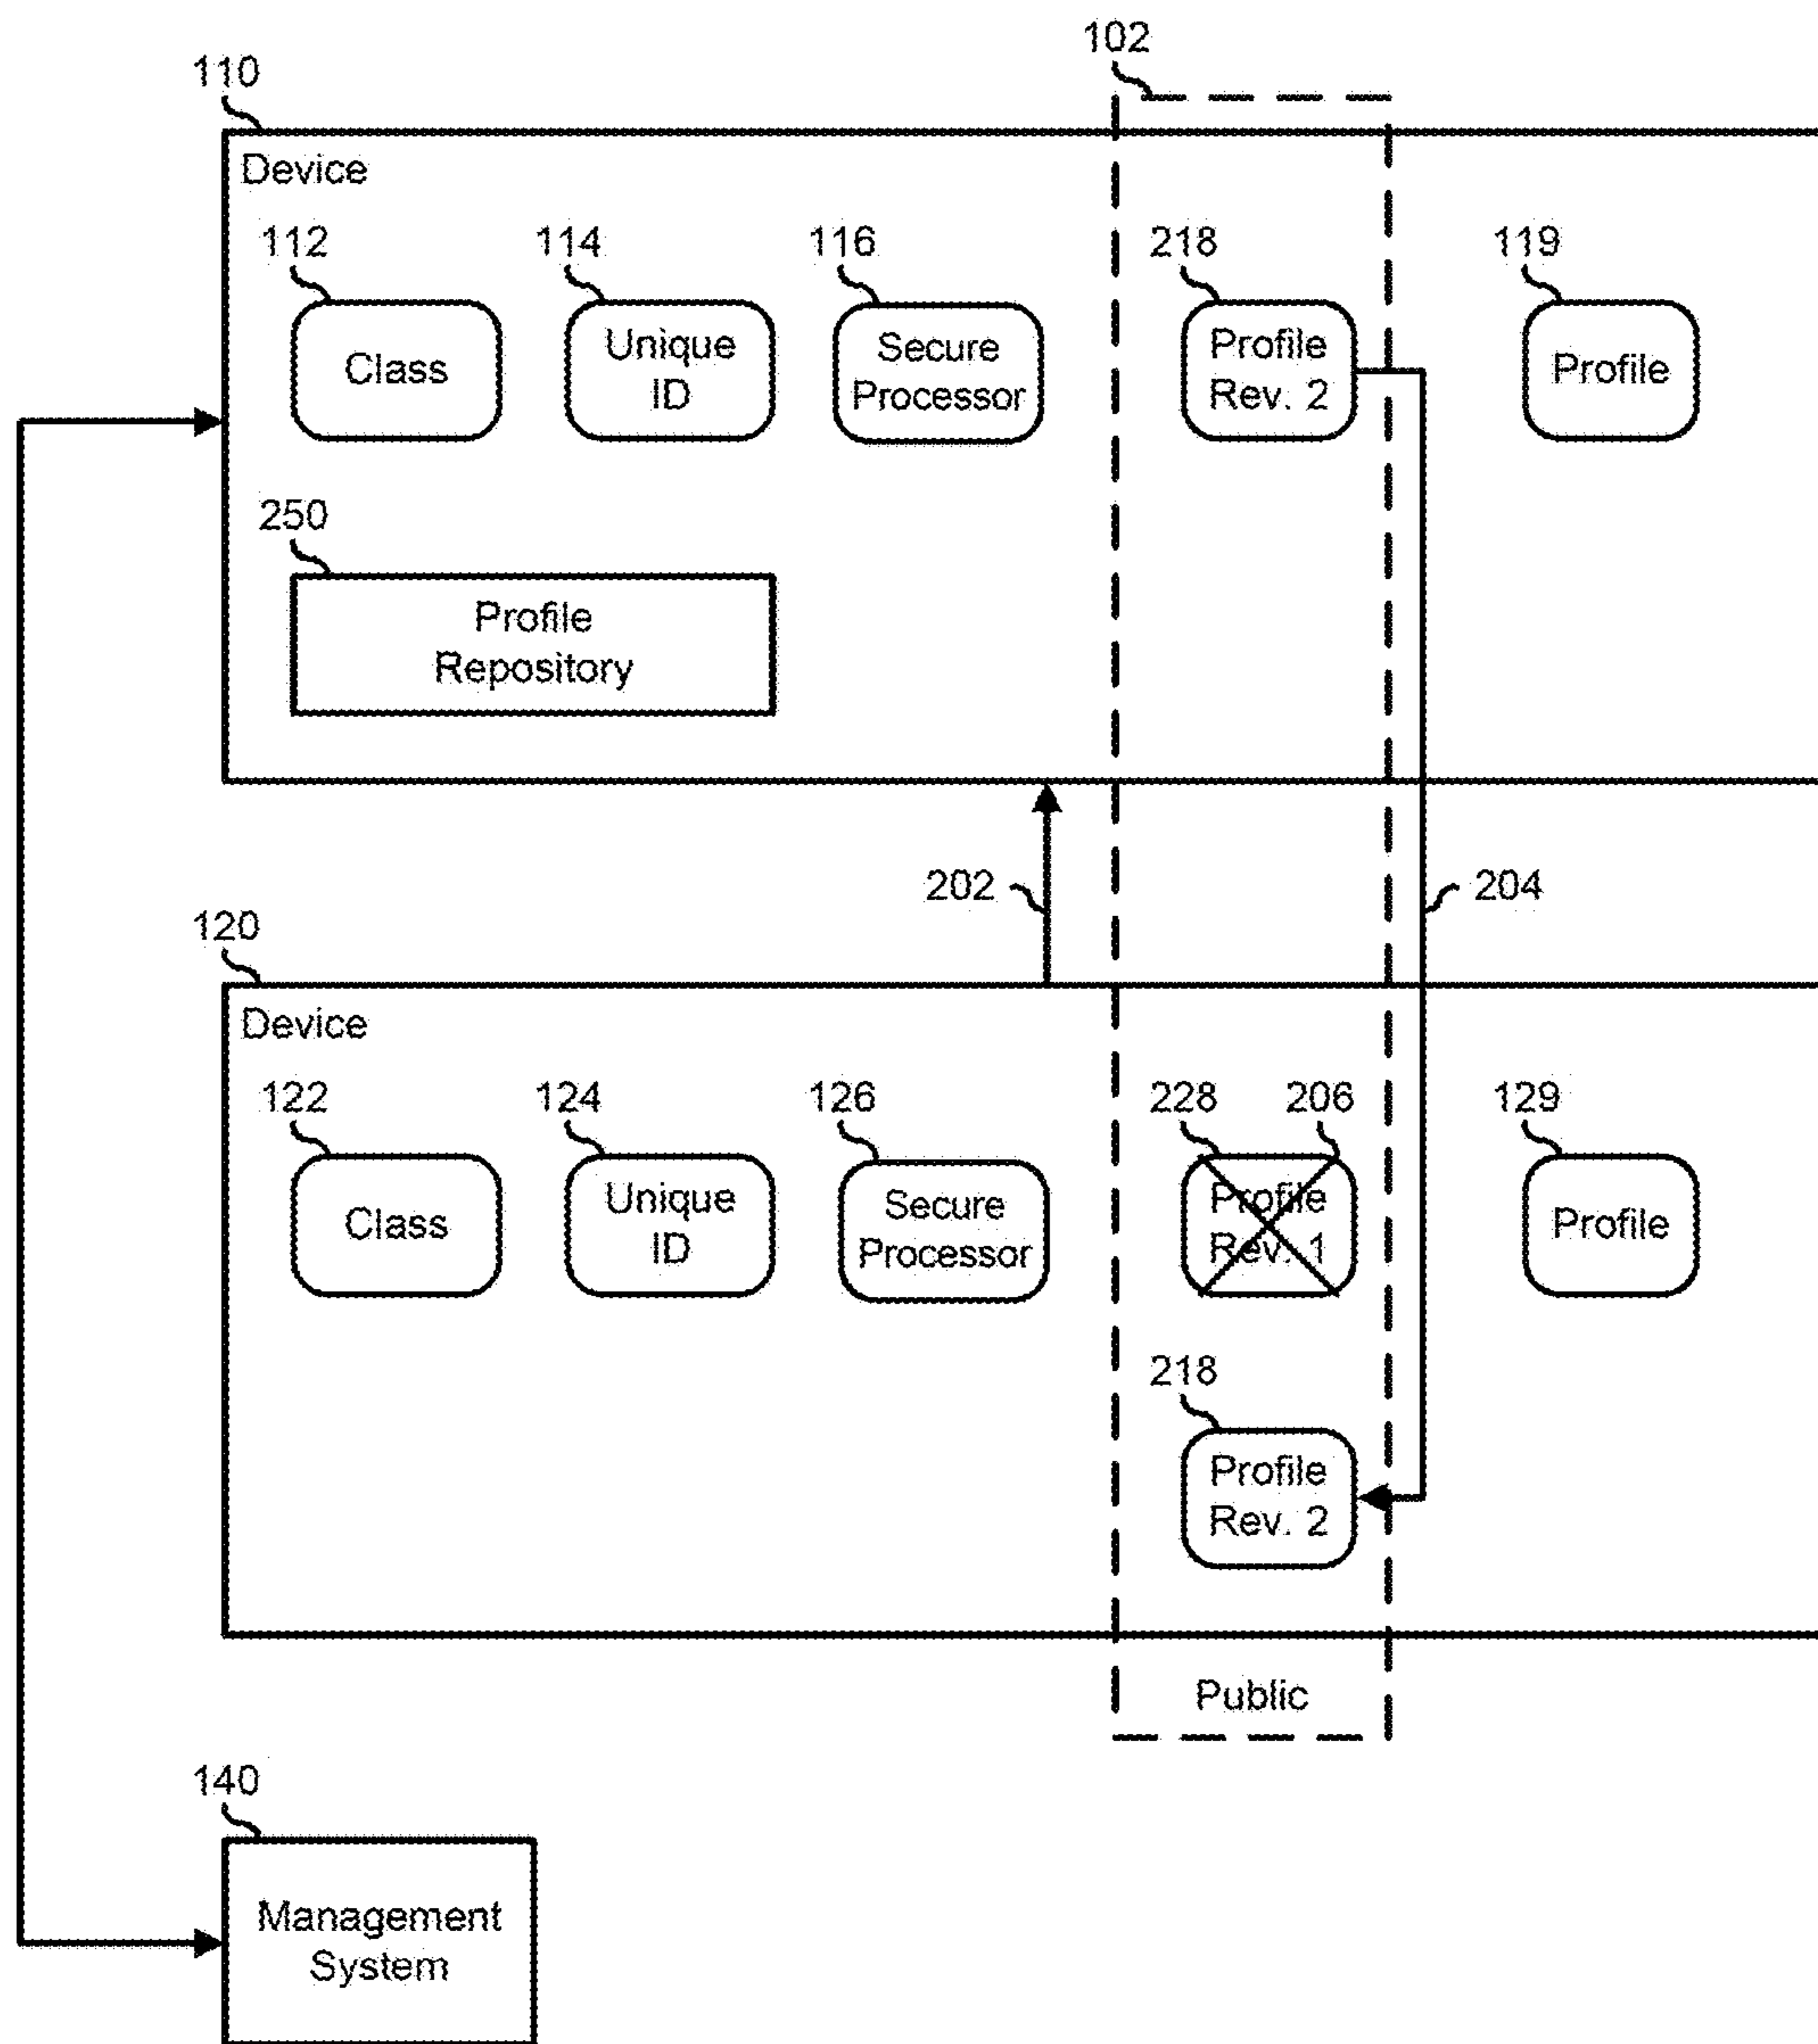 102
110
Device
112
114
116
218
119
Class
Unique
ID
Secure
Processor
Profile
Rev. 2
Profile
250
Profile
Repository
202
204
120
Device
122
124
126
228
206
129
Class
Unique
ID
Secure
Processor
Profile
Rev. 1
Profile
218
Profile
Rev. 2
Public
140
Management
System